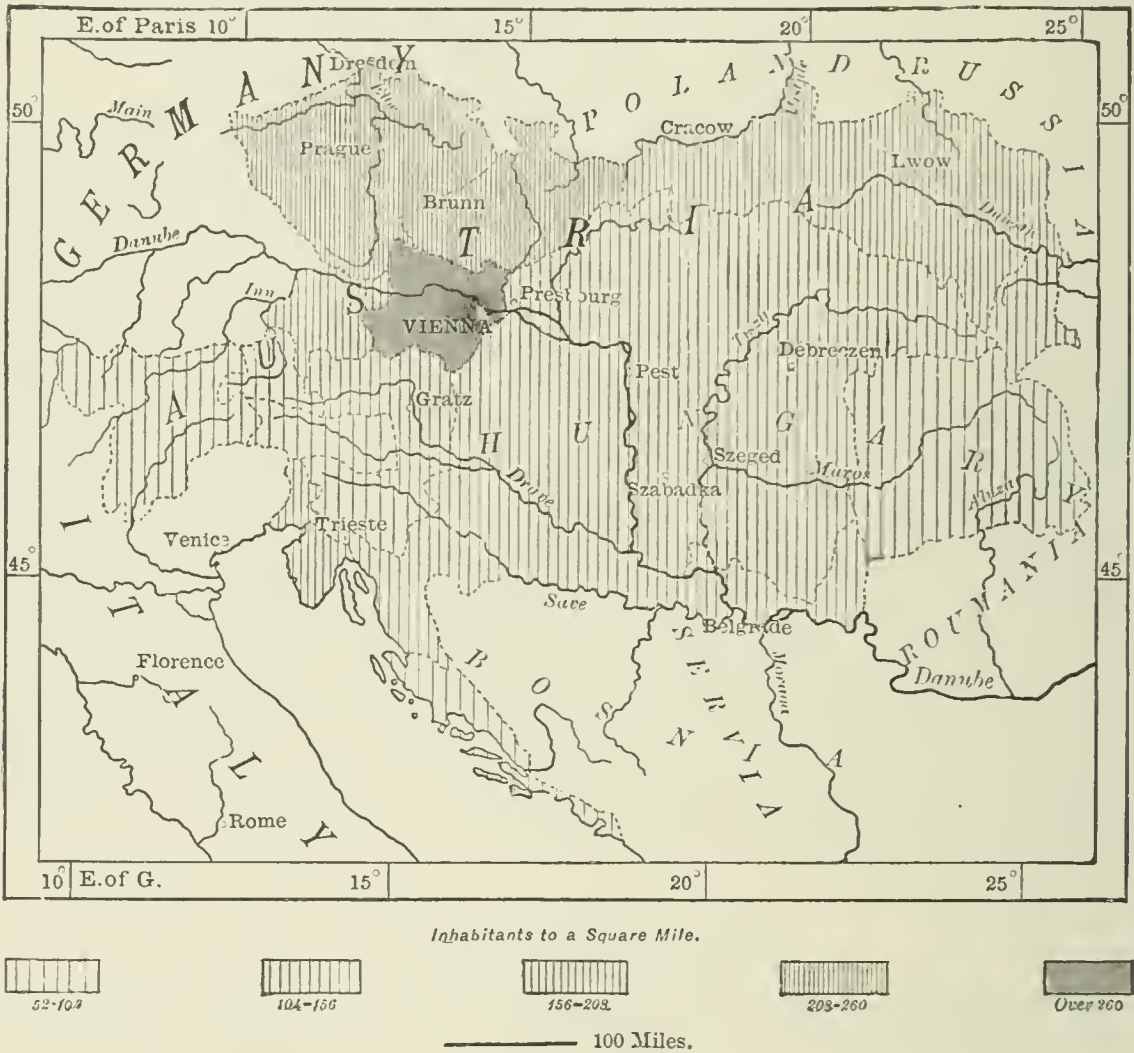 E. of Paris 10° 15° 20° 25°
50° 50°
45° 45°
GERMANY
Dresden
POLAND
RUSSIA
Main
Prague
Cracow
Lwow
Brunn
Danube
Inn
AUSTRIA
VIENNA
Presburg
Debreczen
Pest
Gratz
HUNGARY
Szeged
Maros
Drave
Szabadka
Venice
Trieste
Save
Belgrade
ROUMANIA
Danube
BOSN
SERVIA
A
ITALY
Florence
Rome
10° E. of G. 15° 20° 25°
Inhabitants to a Square Mile.
52-104 104-156 156-208 208-260 Over 260
100 Miles.